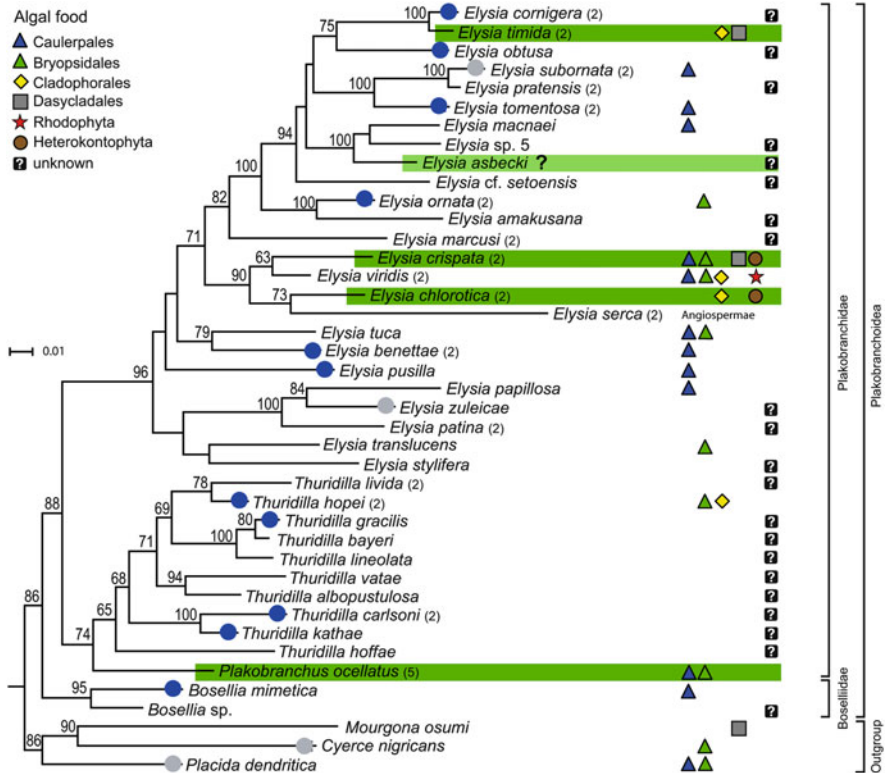 Algal food
Caulerpales
Bryopsidales
Cladophorales
Dasycladales
Rhodophyta
Heterokontophyta
? unknown
0.01
100 Elysia cornigera (2) ?
75 Elysia timida (2)
Elysia obtusa ?
100 Elysia subornata (2)
Elysia pratensis (2) ?
100 Elysia tomentosa (2)
Elysia macnaei
94 Elysia sp. 5 ?
100 Elysia asbecki ? ?
100 Elysia cf. setoensis ?
100 Elysia ornata (2)
82 Elysia amakusana ?
71 Elysia marcusi (2) ?
63 Elysia crispata (2)
90 Elysia viridis (2)
73 Elysia chlorotica (2)
Elysia serca (2) Angiospermae
79 Elysia tuca
Elysia benettae (2)
96 Elysia pusilla
84 Elysia papillosa
100 Elysia zuleicae ?
Elysia patina (2) ?
Elysia translucens
Elysia stylifera ?
78 Thuridilla livida (2) ?
88 Thuridilla hopei (2)
69 80 Thuridilla gracilis ?
100 Thuridilla bayeri ?
71 Thuridilla lineolata ?
94 Thuridilla vatae ?
68 Thuridilla albopustulosa ?
86 65 100 Thuridilla carlsoni (2) ?
Thuridilla kathae ?
74 Thuridilla hoffae ?
Plakobranchus ocellatus (5)
95 Bosellia mimetica
Bosellia sp. ?
90 Mourgona osumi
86 Cyerce nigricans
Placida dendritica
Plakobranchidae
Boselliidae
Plakobranchoidea
Outgroup